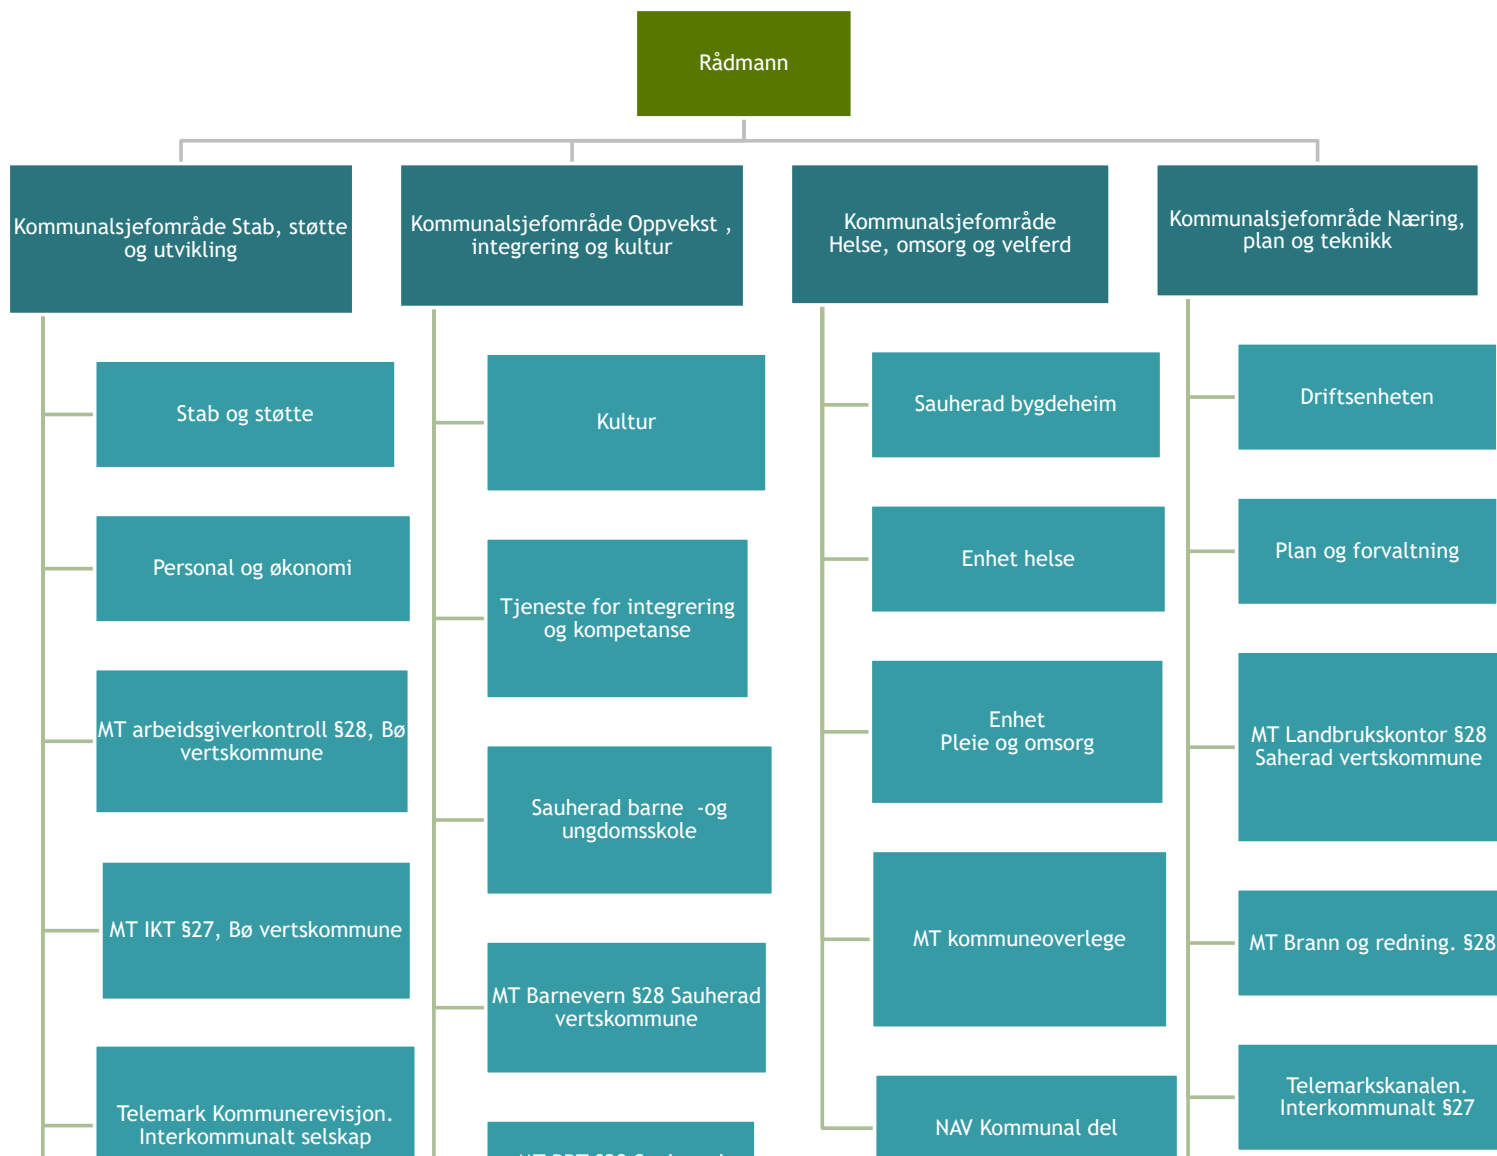 Rådmann
Kommunalsjefområde Stab, støtte
og utvikling
Stab og støtte
Personal og økonomi
MT arbeidsgiverkontroll §28, Bø
vertskommune
MT IKT §27, Bø vertskommune
Telemark Kommunerevisjon.
Interkommunalt selskap
Kommunalsjefområde Oppvekst ,
integrering og kultur
Kultur
Tjeneste for integrering
og kompetanse
Sauherad barne -og
ungdomsskole
MT Barnevern §28 Sauherad
vertskommune
Kommunalsjefområde
Helse, omsorg og velferd
Sauherad bygdeheim
Enhet helse
Enhet
Pleie og omsorg
MT kommuneoverlege
NAV Kommunal del
Kommunalsjefområde Næring,
plan og teknikk
Driftsenheten
Plan og forvaltning
MT Landbrukskontor §28
Saherad vertskommune
MT Brann og redning. §28
Telemarkskanalen.
Interkommunalt §27